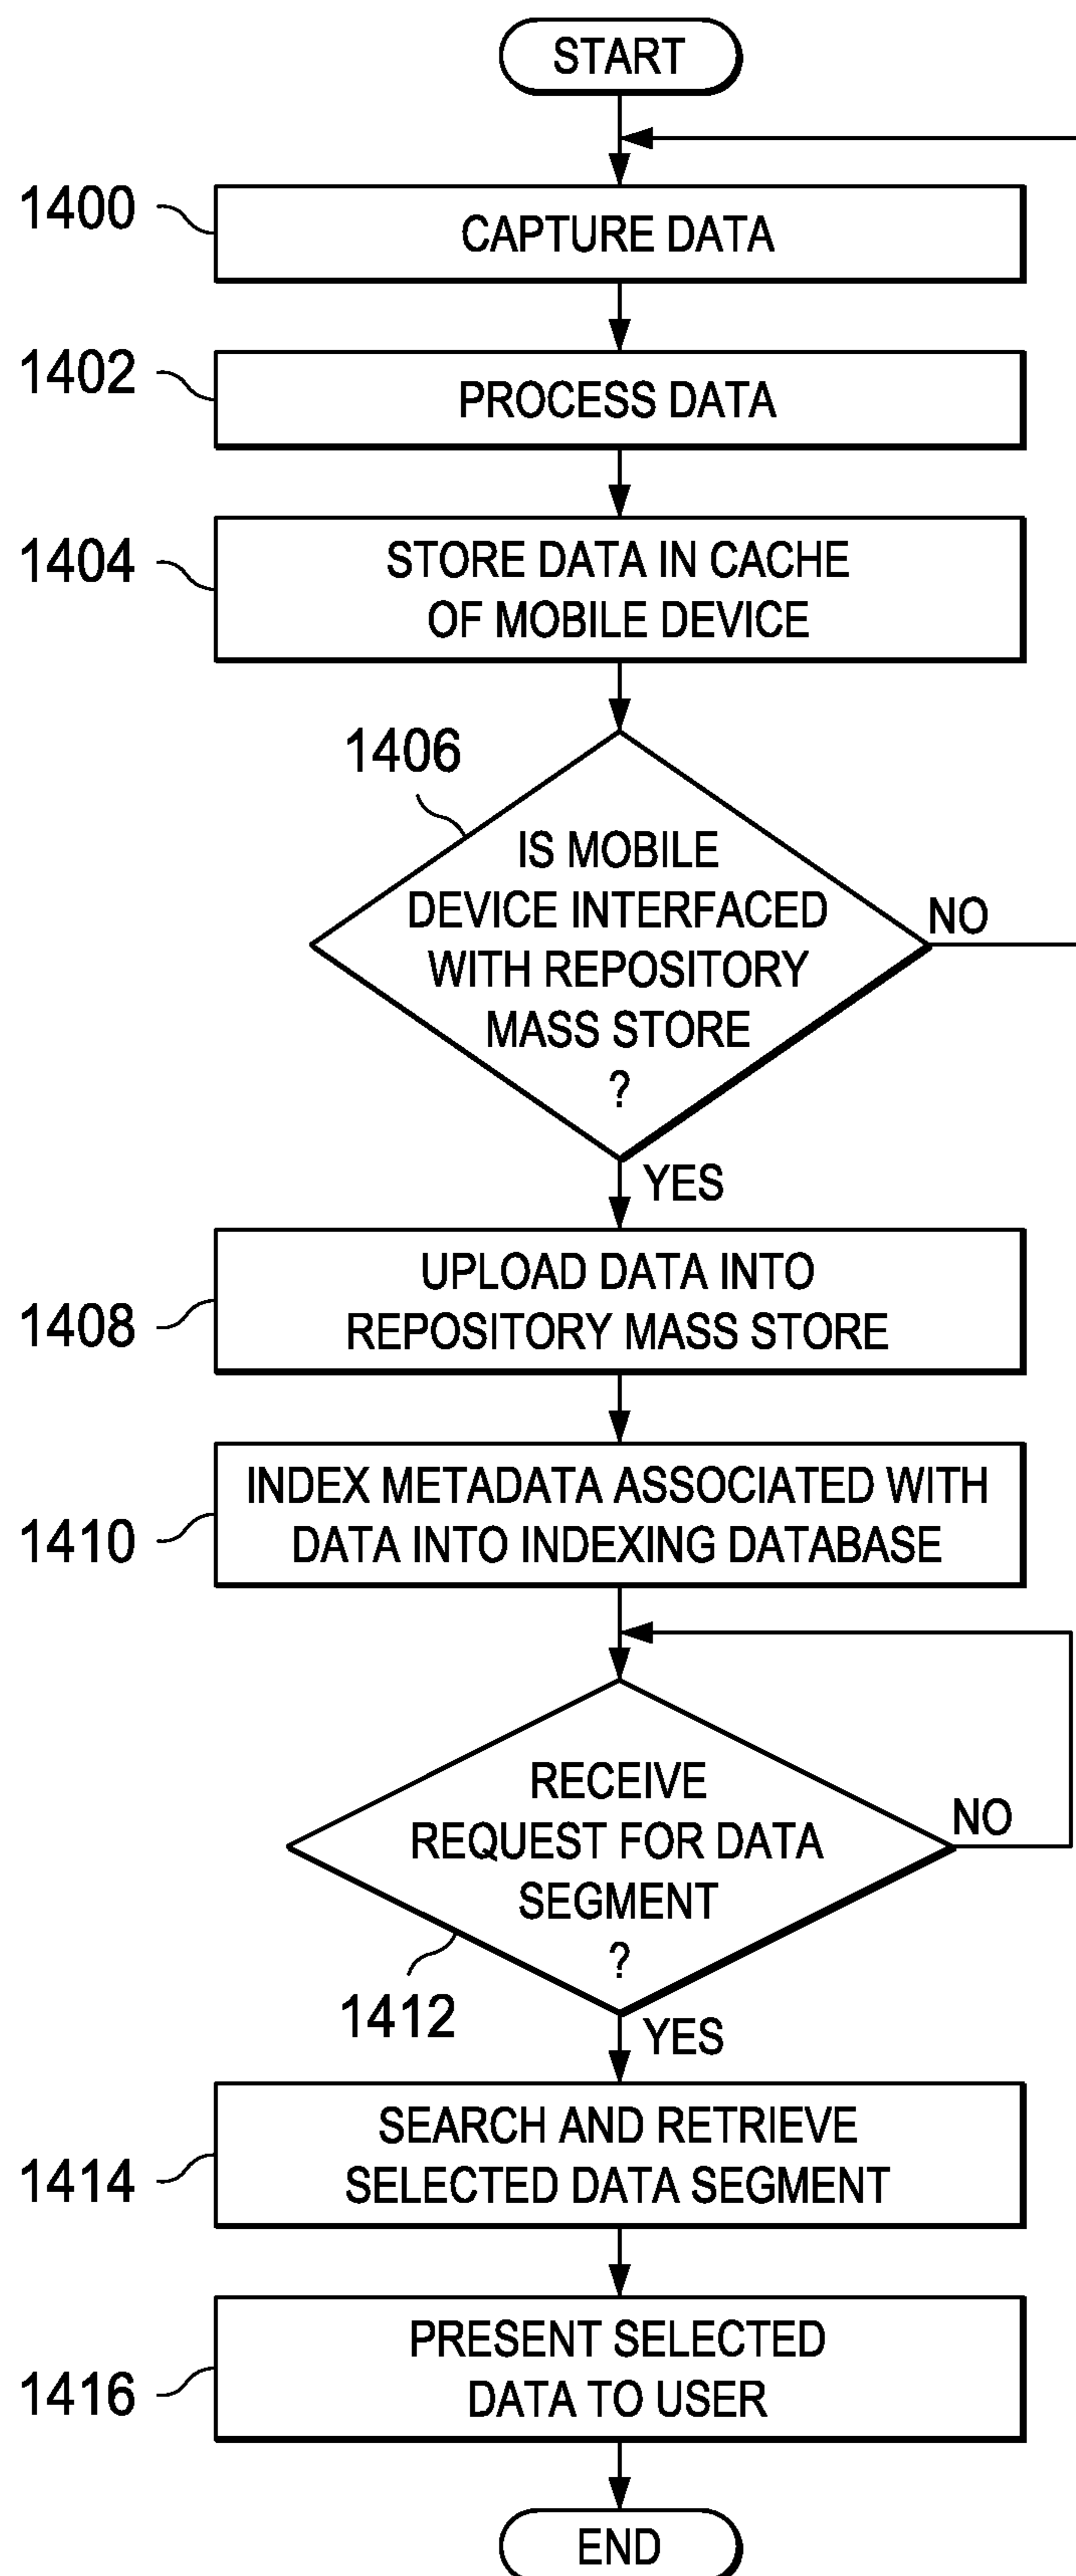 START
1400
CAPTURE DATA
1402
PROCESS DATA
1404
STORE DATA IN CACHE
OF MOBILE DEVICE
1406
IS MOBILE
DEVICE INTERFACED
WITH REPOSITORY
MASS STORE
?
NO
YES
1408
UPLOAD DATA INTO
REPOSITORY MASS STORE
1410
INDEX METADATA ASSOCIATED WITH
DATA INTO INDEXING DATABASE
RECEIVE
REQUEST FOR DATA
SEGMENT
?
NO
1412
YES
1414
SEARCH AND RETRIEVE
SELECTED DATA SEGMENT
1416
PRESENT SELECTED
DATA TO USER
END